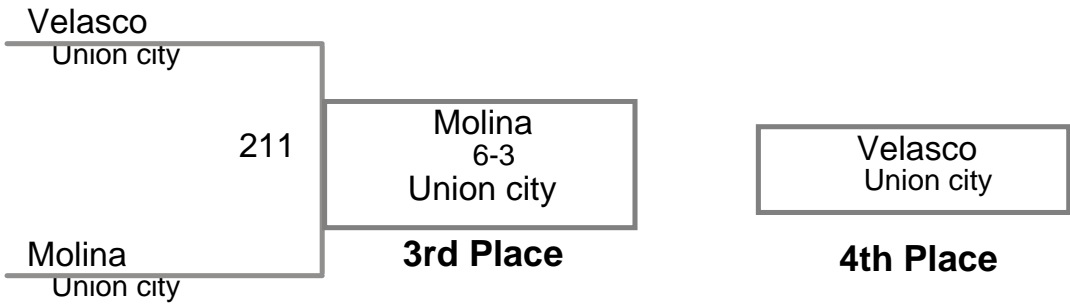 Velasco
Union city
211
Molina
6-3
Union city
3rd Place
Velasco
Union city
4th Place
Molina
Union city